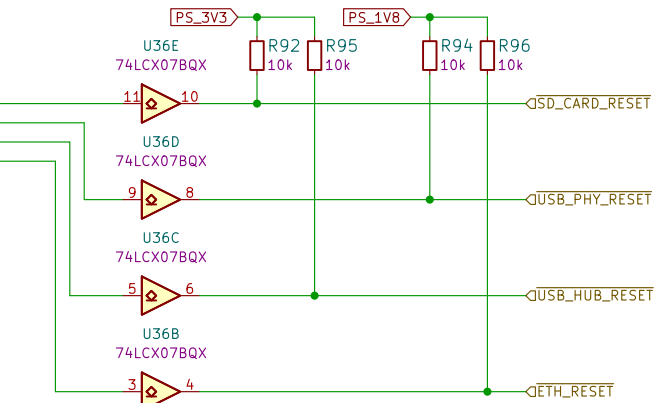 PS_3V3 PS_1V8
U36E R92 R95 R94 R96
74LCX07BQX 10k 10k 10k 10k
11 10 SD_CARD_RESET
U36D
74LCX07BQX
9 8 USB_PHY_RESET
U36C
74LCX07BQX
5 6 USB_HUB_RESET
U36B
74LCX07BQX
3 4 ETH_RESET